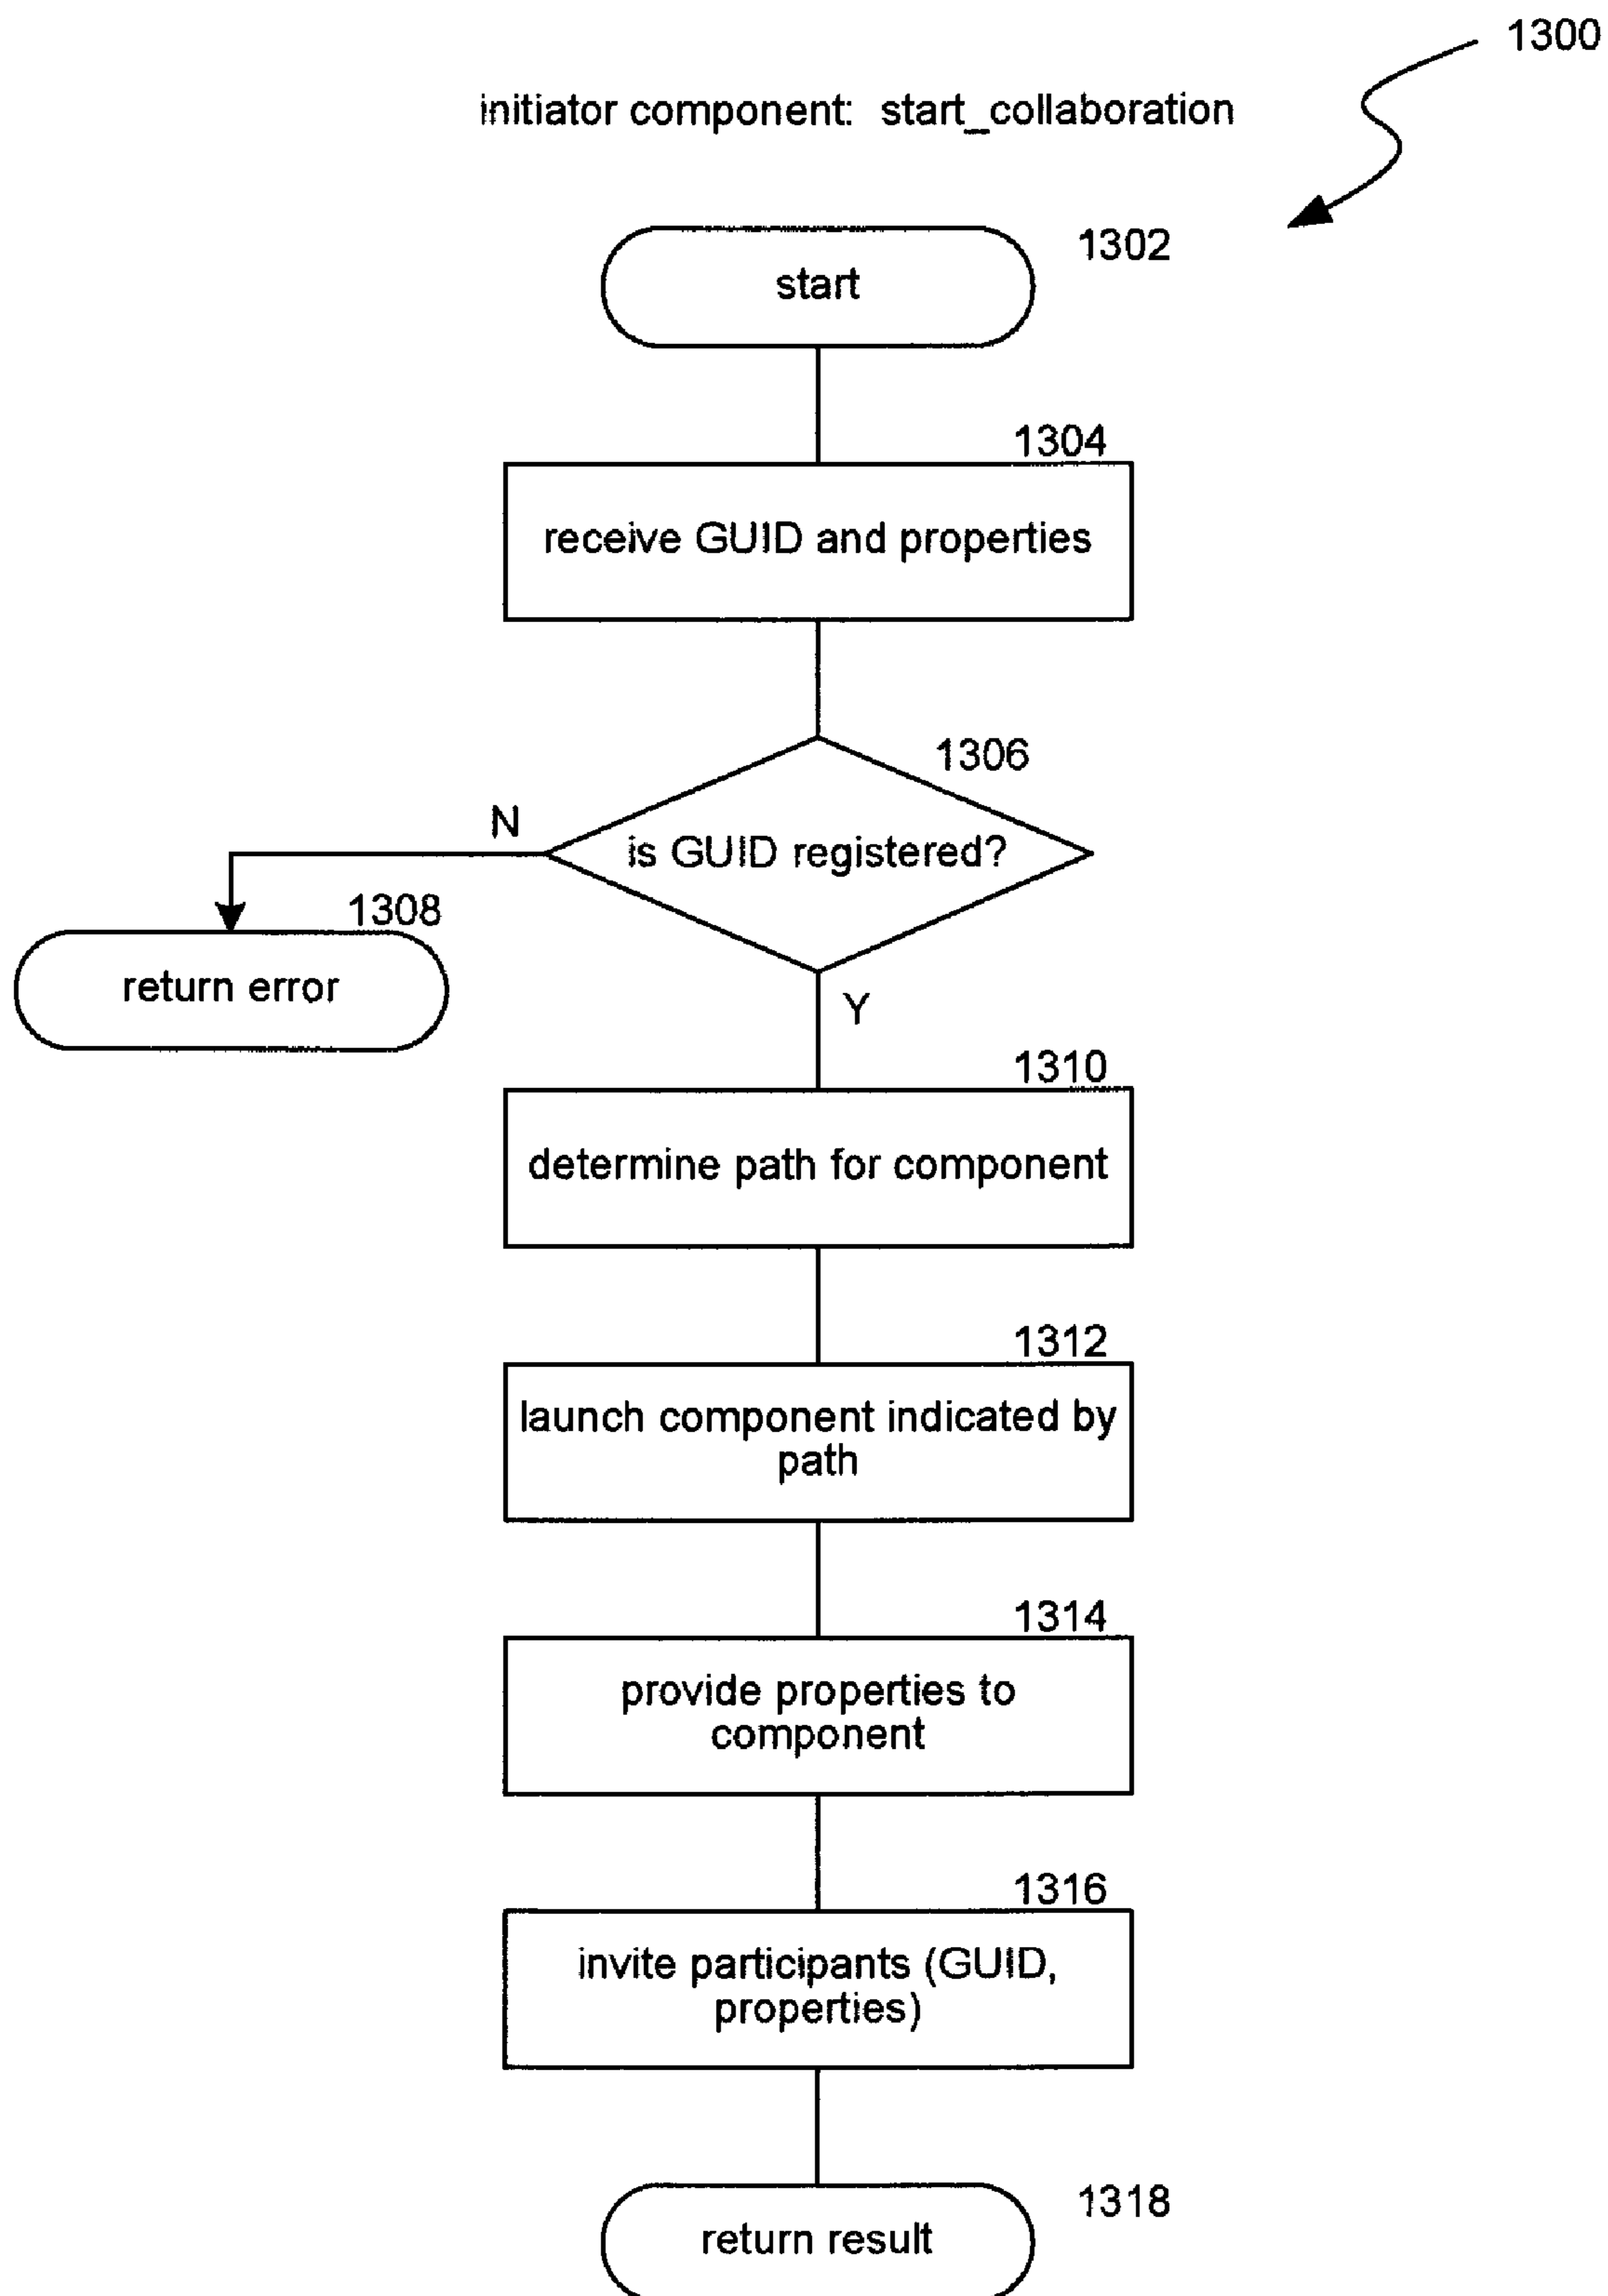 1300
initiator component: start_collaboration
1302
start
1304
receive GUID and properties
1306
N
is GUID registered?
1308
return error
Y
1310
determine path for component
1312
launch component indicated by
path
1314
provide properties to
component
1316
invite participants (GUID,
properties)
1318
return result